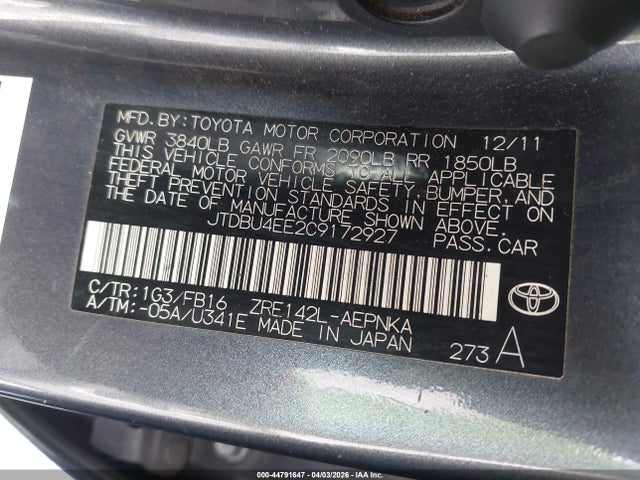 MFD. BY: TOYOTA MOTOR CORPORATION 12/11
GVWR 3840LB GAWR FR 2090LB RR 1850LB
THIS VEHICLE CONFORMS TO ALL APPLICABLE
FEDERAL MOTOR VEHICLE SAFETY, BUMPER, AND
THEFT PREVENTION STANDARDS IN EFFECT ON
THE DATE OF MANUFACTURE SHOWN ABOVE.
JTDBU4EE2C9172927 PASS. CAR
C/TR: 1G3/FB16 ZRE142L-AEPNKA
A/TM: -05A/U341E MADE IN JAPAN 273 A
000-44791647 | 04/03/2026 | IAA, Inc.